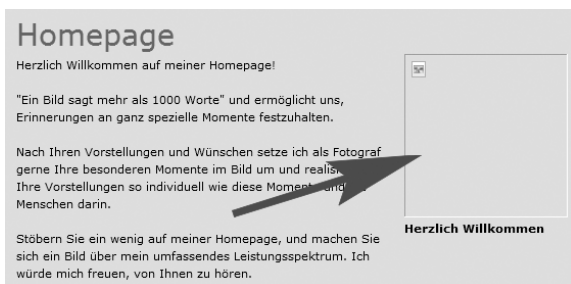 Homepage
Herzlich Willkommen auf meiner Homepage!
"Ein Bild sagt mehr als 1000 Worte" und ermöglicht uns,
Erinnerungen an ganz spezielle Momente festzuhalten.
Nach Ihren Vorstellungen und Wünschen setze ich als Fotograf
gerne Ihre besonderen Momente im Bild um und
Ihre Vorstellungen so individuell wie diese
Menschen darin.
Stöbern Sie ein wenig auf meiner Homepage, und machen Sie
sich ein Bild über mein umfassendes Leistungsspektrum. Ich
würde mich freuen, von Ihnen zu hören.
Herzlich Willkommen